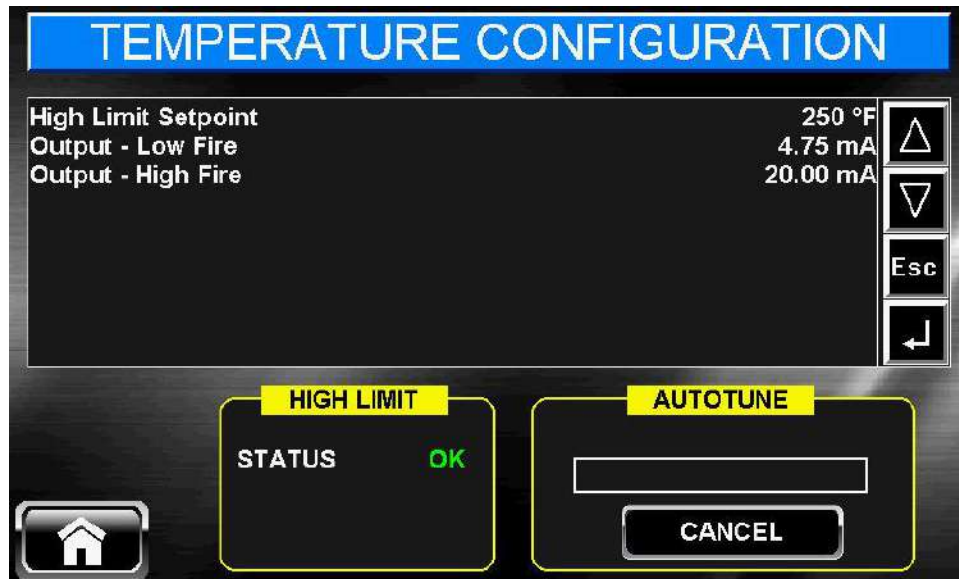 TEMPERATURE CONFIGURATION
High Limit Setpoint 250 °F
Output - Low Fire 4.75 mA
Output - High Fire 20.00 mA
Esc
HIGH LIMIT
STATUS OK
AUTOTUNE
CANCEL